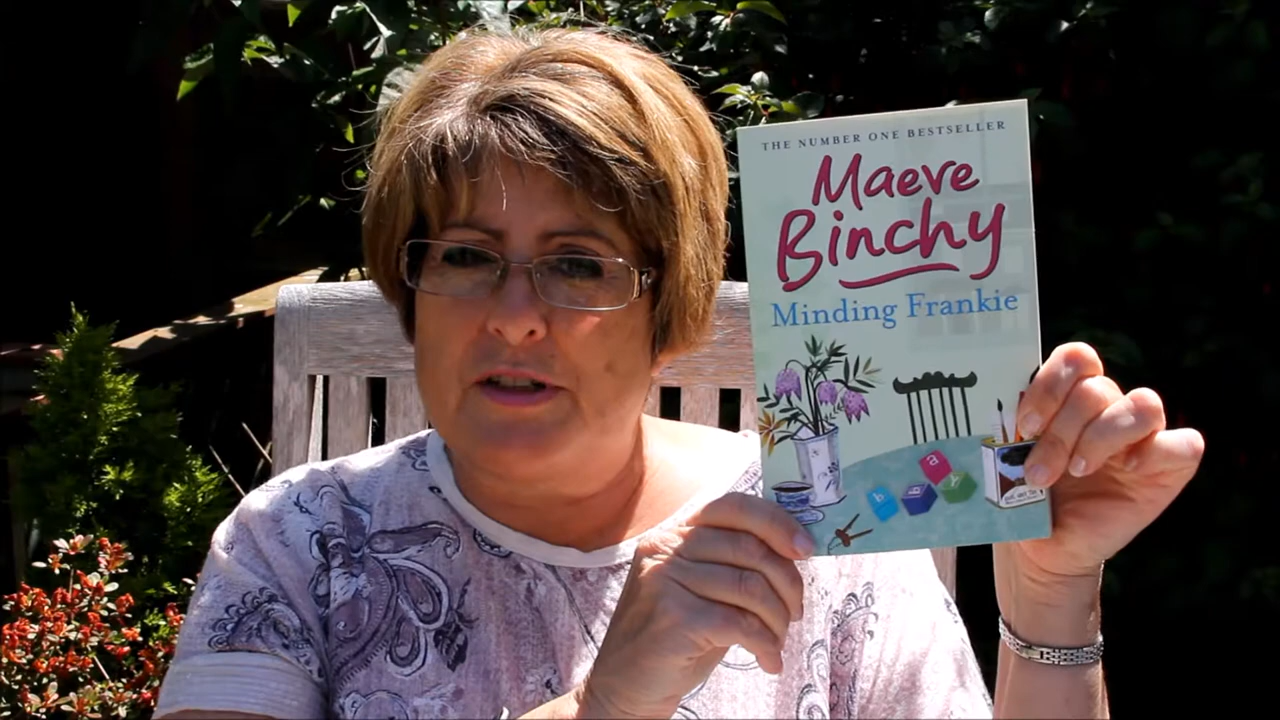 THE NUMBER ONE BESTSELLER
Maeve
Binchy
Minding Frankie
a
b
y